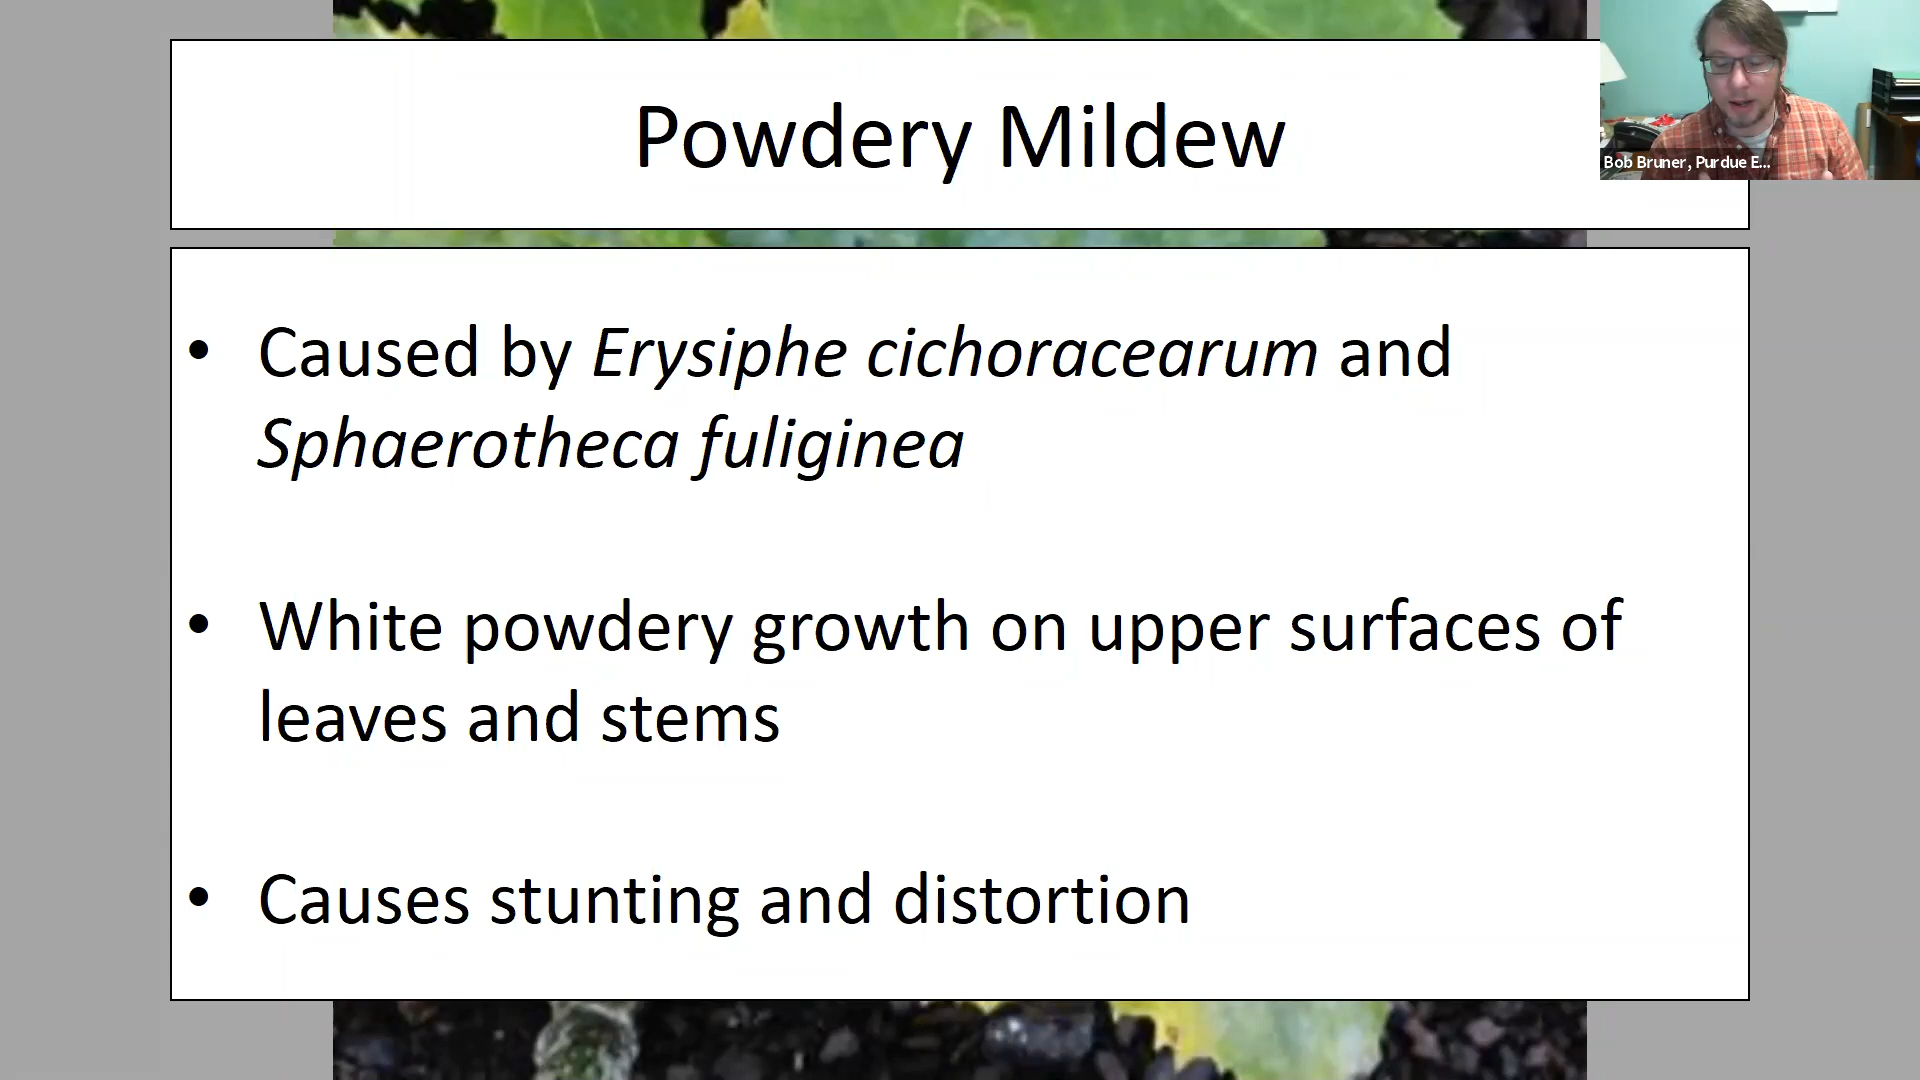 Powdery Mildew
Bob Bruner, Purdue E...
• Caused by Erysiphe cichoracearum and
Sphaerotheca fuliginea
• White powdery growth on upper surfaces of
leaves and stems
• Causes stunting and distortion